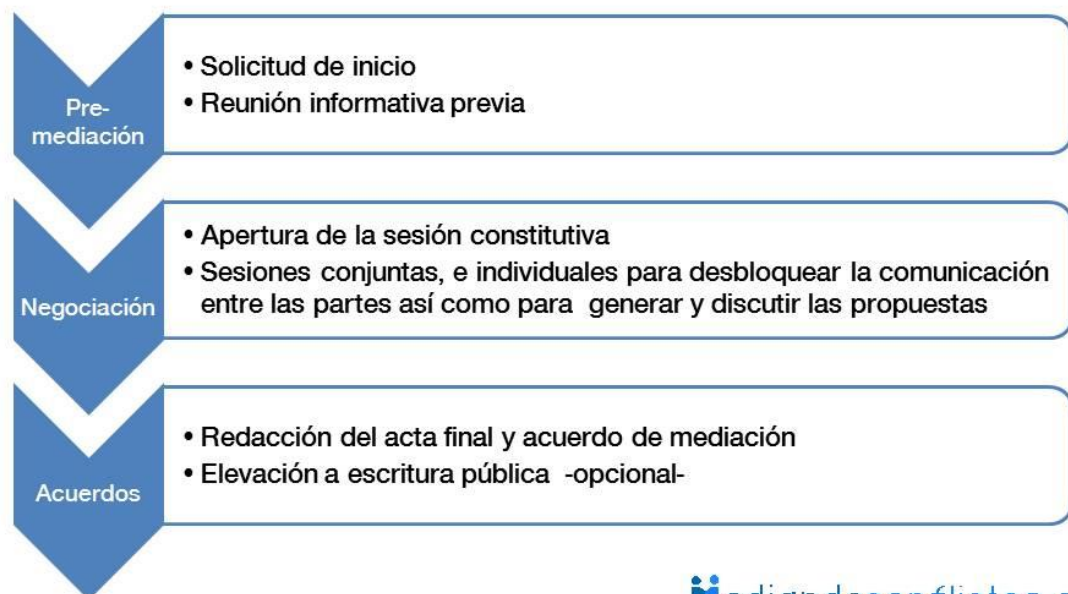 Pre-
mediación
• Solicitud de inicio
• Reunión informativa previa
Negociación
• Apertura de la sesión constitutiva
• Sesiones conjuntas, e individuales para desbloquear la comunicación
entre las partes así como para generar y discutir las propuestas
Acuerdos
• Redacción del acta final y acuerdo de mediación
• Elevación a escritura pública -opcional-